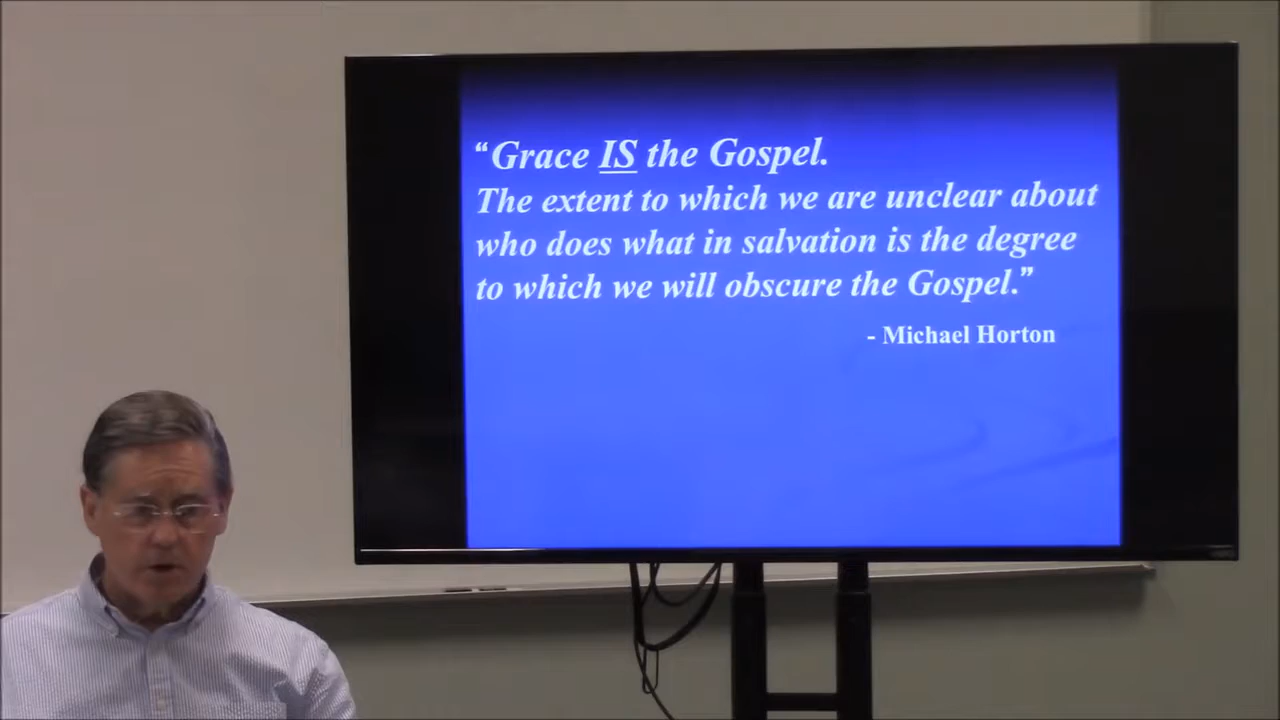 “Grace IS the Gospel.
The extent to which we are unclear about
who does what in salvation is the degree
to which we will obscure the Gospel.”
- Michael Horton